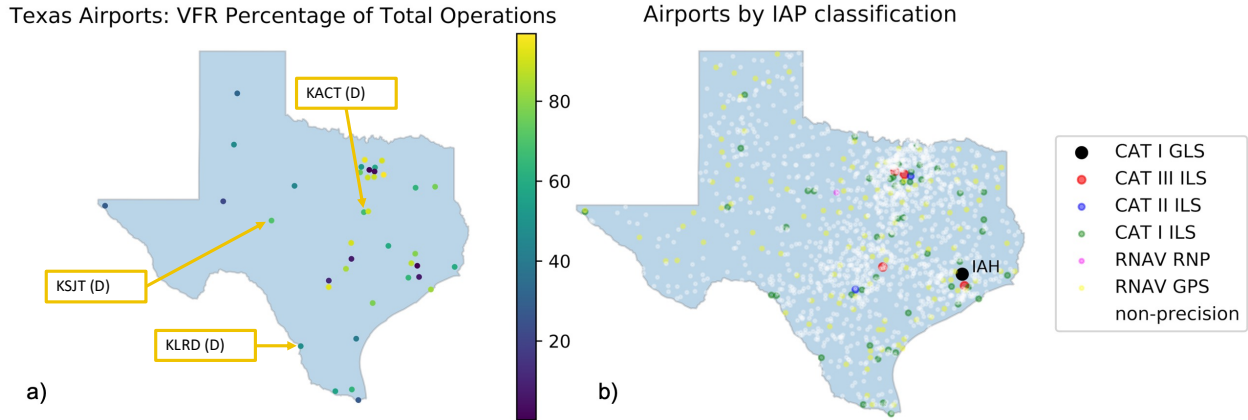 Texas Airports: VFR Percentage of Total Operations
KACT (D)
KSJT (D)
KLRD (D)
80
60
40
20
a)
Airports by IAP classification
IAH
b)
CAT I GLS
CAT III ILS
CAT II ILS
CAT I ILS
RNAV RNP
RNAV GPS
non-precision